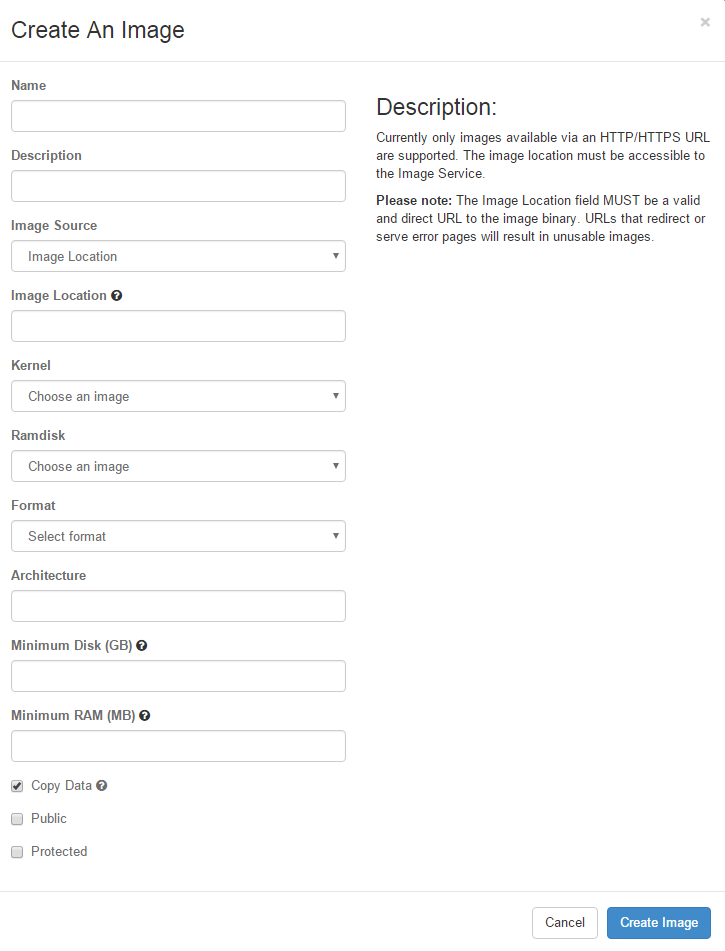 Create An Image
×
Name
Description
Image Source
Image Location
Image Location
Kernel
Choose an image
Ramdisk
Choose an image
Format
Select format
Architecture
Minimum Disk (GB)
Minimum RAM (MB)
Copy Data
Public
Protected
Description:
Currently only images available via an HTTP/HTTPS URL
are supported. The image location must be accessible to
the Image Service.
Please note: The Image Location field MUST be a valid
and direct URL to the image binary. URLs that redirect or
serve error pages will result in unusable images.
Cancel
Create Image